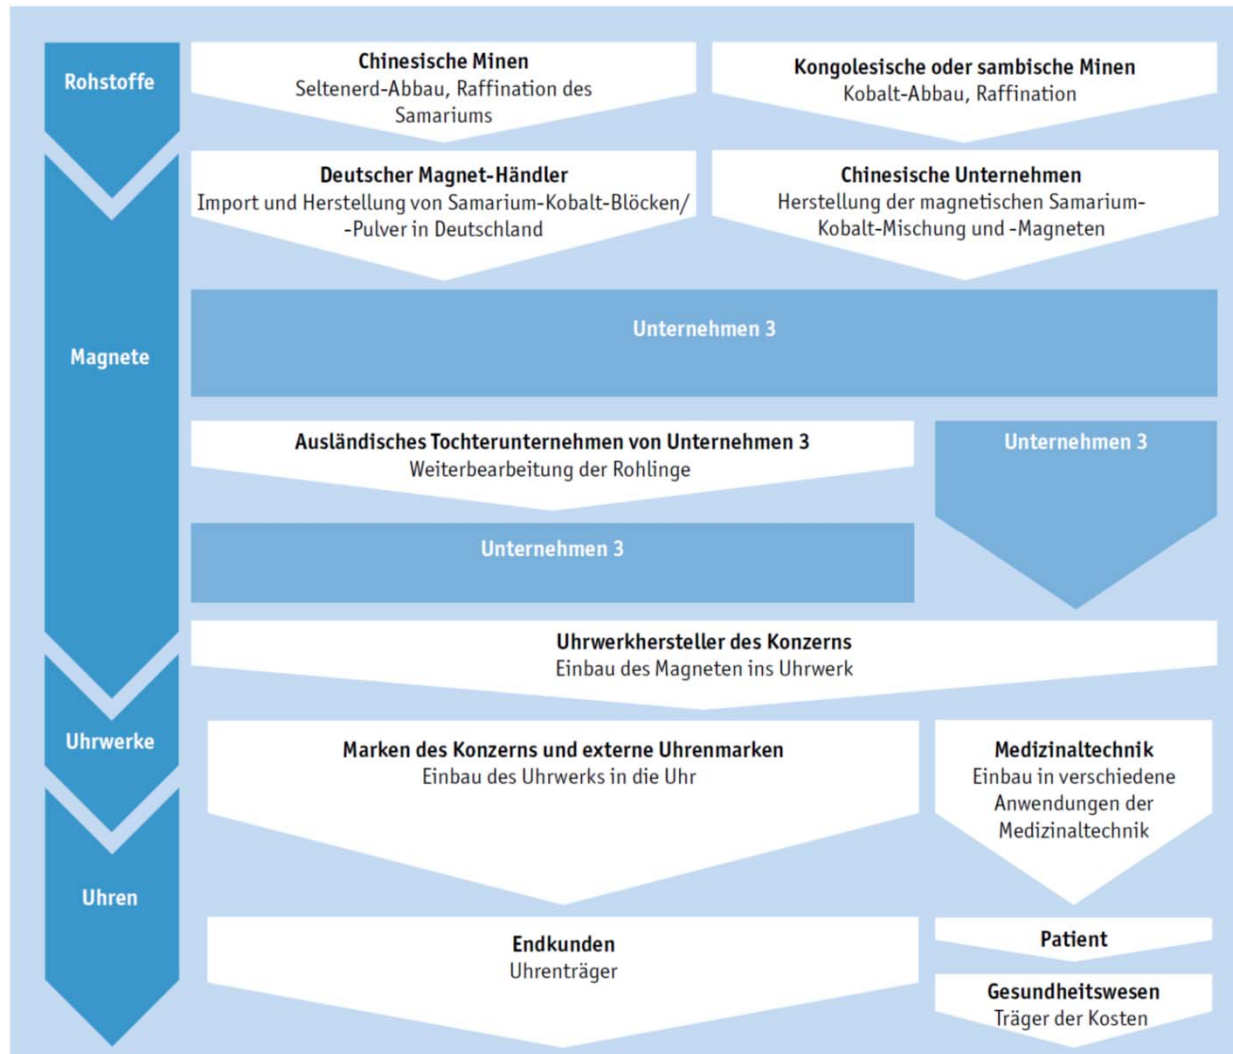 Rohstoffe
Chinesische Minen
Seltenerd-Abbau, Raffination des
Samariums
Kongolesische oder sambische Minen
Kobalt-Abbau, Raffination
Magnete
Deutscher Magnet-Händler
Import und Herstellung von Samarium-Kobalt-Blöcken/
-Pulver in Deutschland
Chinesische Unternehmen
Herstellung der magnetischen Samarium-
Kobalt-Mischung und -Magneten
Unternehmen 3
Ausländisches Tochterunternehmen von Unternehmen 3
Weiterbearbeitung der Rohlinge
Unternehmen 3
Unternehmen 3
Uhrwerkhersteller des Konzerns
Einbau des Magneten ins Uhrwerk
Uhrwerke
Marken des Konzerns und externe Uhrenmarken
Einbau des Uhrwerks in die Uhr
Medizinaltechnik
Einbau in verschiedene
Anwendungen der
Medizinaltechnik
Uhren
Endkunden
Uhrenträger
Patient
Gesundheitswesen
Träger der Kosten